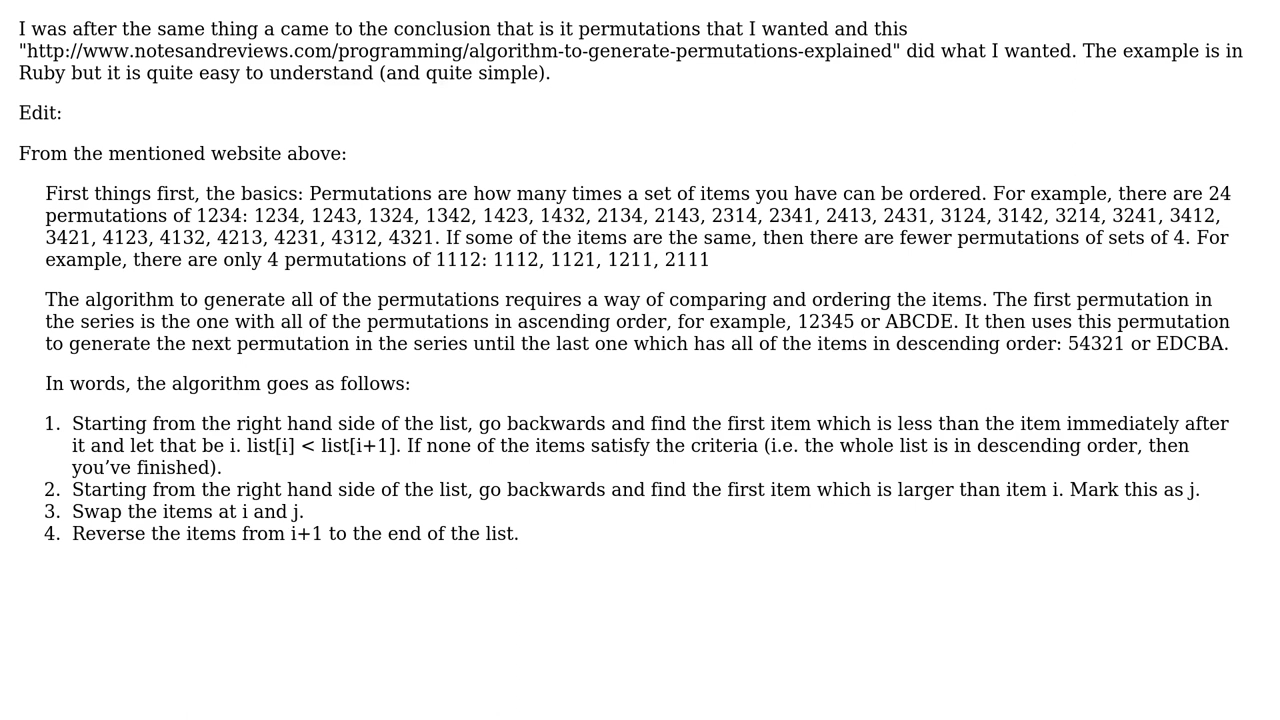 I was after the same thing a came to the conclusion that is it permutations that I wanted and this
"http://www.notesandreviews.com/programming/algorithm-to-generate-permutations-explained" did what I wanted. The example is in
Ruby but it is quite easy to understand (and quite simple).
Edit:
From the mentioned website above:
First things first, the basics: Permutations are how many times a set of items you have can be ordered. For example, there are 24
permutations of 1234: 1234, 1243, 1324, 1342, 1423, 1432, 2134, 2143, 2314, 2341, 2413, 2431, 3124, 3142, 3214, 3241, 3412,
3421, 4123, 4132, 4213, 4231, 4312, 4321. If some of the items are the same, then there are fewer permutations of sets of 4. For
example, there are only 4 permutations of 1112: 1112, 1121, 1211, 2111
The algorithm to generate all of the permutations requires a way of comparing and ordering the items. The first permutation in
the series is the one with all of the permutations in ascending order, for example, 12345 or ABCDE. It then uses this permutation
to generate the next permutation in the series until the last one which has all of the items in descending order: 54321 or EDCBA.
In words, the algorithm goes as follows:
1. Starting from the right hand side of the list, go backwards and find the first item which is less than the item immediately after
it and let that be i. list[i] < list[i+1]. If none of the items satisfy the criteria (i.e. the whole list is in descending order, then
you’ve finished).
2. Starting from the right hand side of the list, go backwards and find the first item which is larger than item i. Mark this as j.
3. Swap the items at i and j.
4. Reverse the items from i+1 to the end of the list.